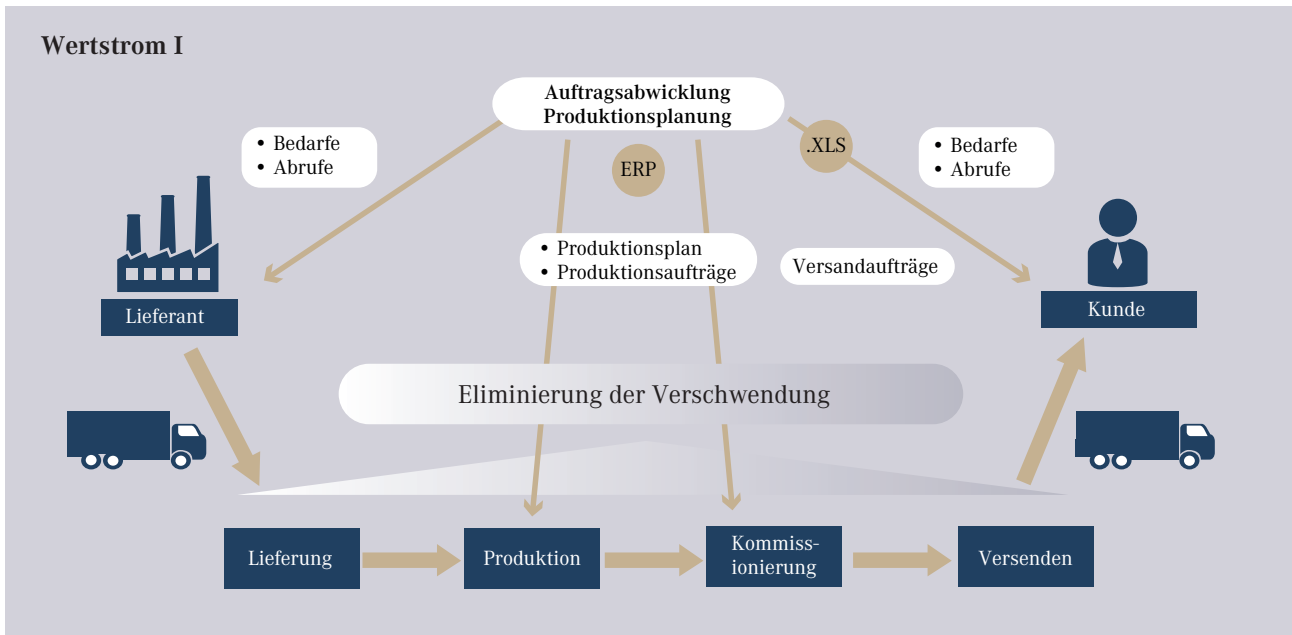 Wertstrom I
Auftragsabwicklung
Produktionsplanung
• Bedarfe
• Abrufe
ERP
.XLS
• Bedarfe
• Abrufe
• Produktionsplan
• Produktionsaufträge
Versandaufträge
Lieferant
Kunde
Eliminierung der Verschwendung
Lieferung
Produktion
Kommiss-
ionierung
Versenden